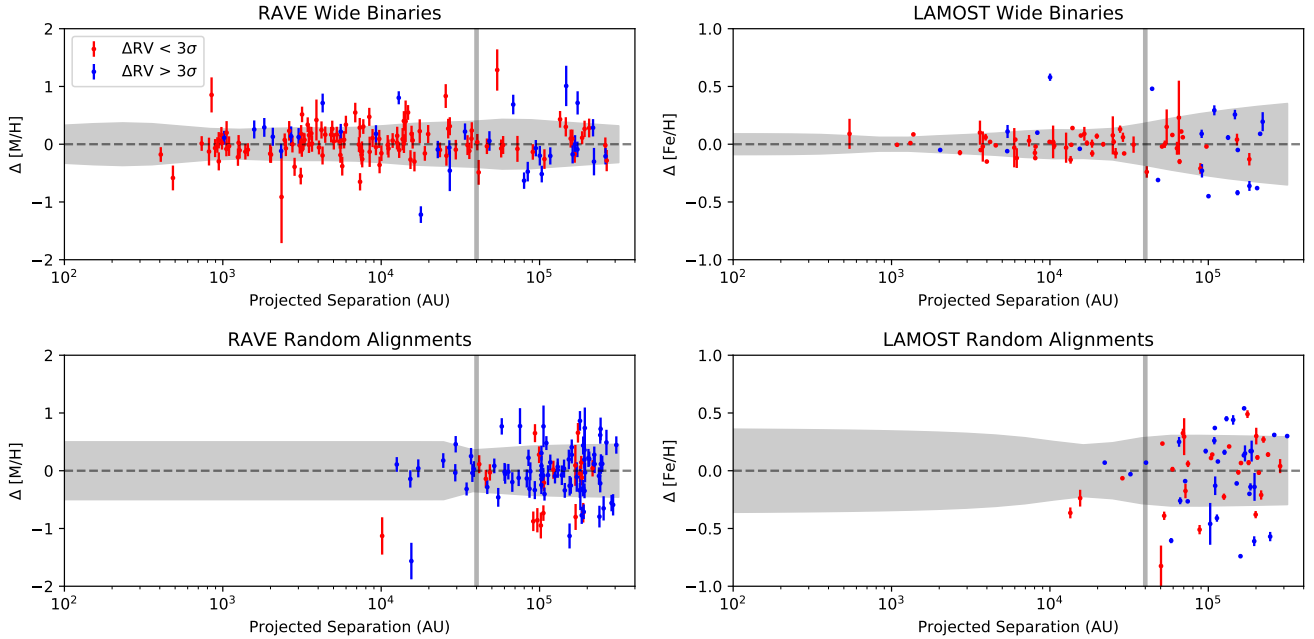 RAVE Wide Binaries
2
1
0
−1
−2
Δ [M/H]
ΔRV < 3σ
ΔRV > 3σ
10² 10³ 10⁴ 10⁵
Projected Separation (AU)
LAMOST Wide Binaries
1.0
0.5
0.0
−0.5
−1.0
Δ [Fe/H]
10² 10³ 10⁴ 10⁵
Projected Separation (AU)
RAVE Random Alignments
2
1
0
−1
−2
Δ [M/H]
10² 10³ 10⁴ 10⁵
Projected Separation (AU)
LAMOST Random Alignments
1.0
0.5
0.0
−0.5
−1.0
Δ [Fe/H]
10² 10³ 10⁴ 10⁵
Projected Separation (AU)